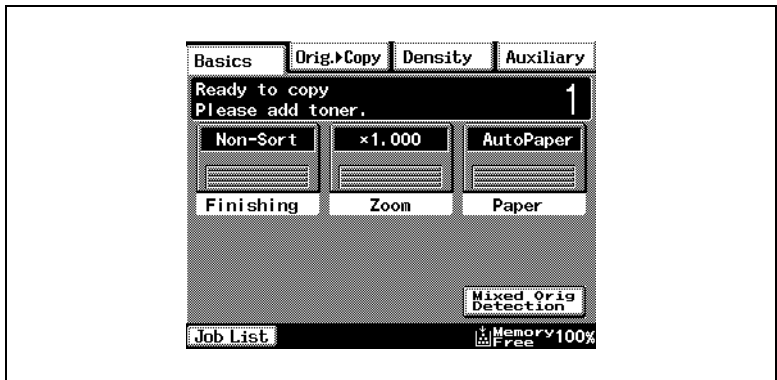 Basics Orig.▸Copy Density Auxiliary
Ready to copy 1
Please add toner.
Non-Sort ×1.000 AutoPaper
Finishing Zoom Paper
Mixed Orig
Detection
Job List Memory 100%
Free